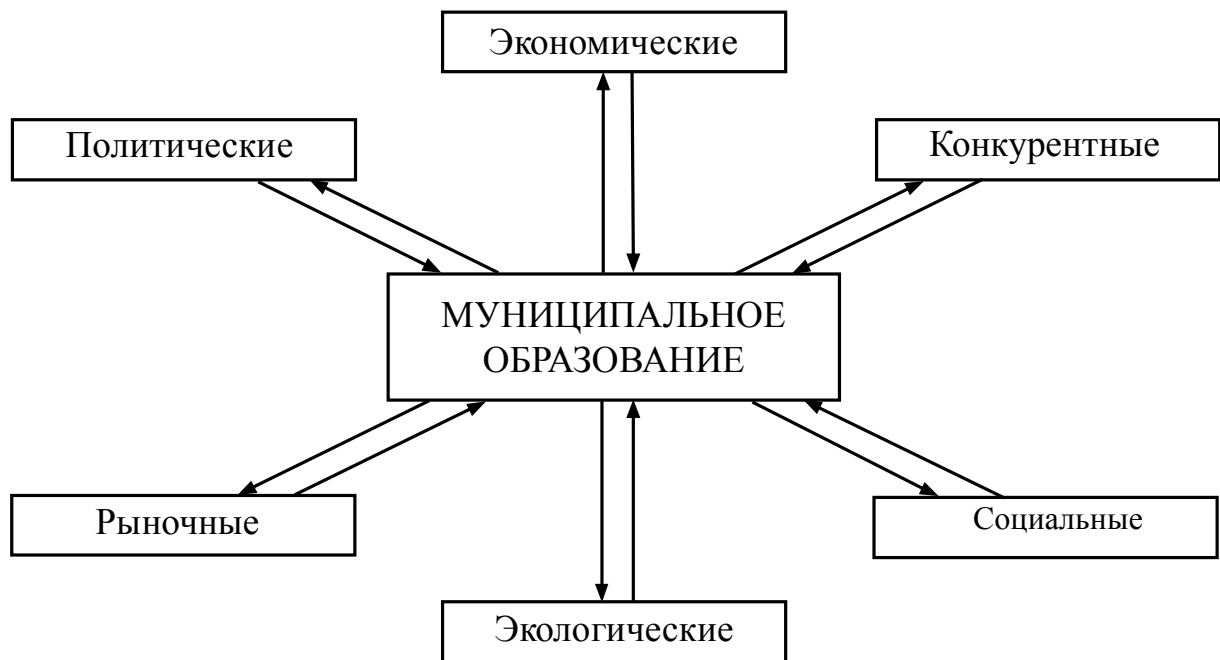 Экономические
Политические
Конкурентные
МУНИЦИПАЛЬНОЕ
ОБРАЗОВАНИЕ
Рыночные
Социальные
Экологические